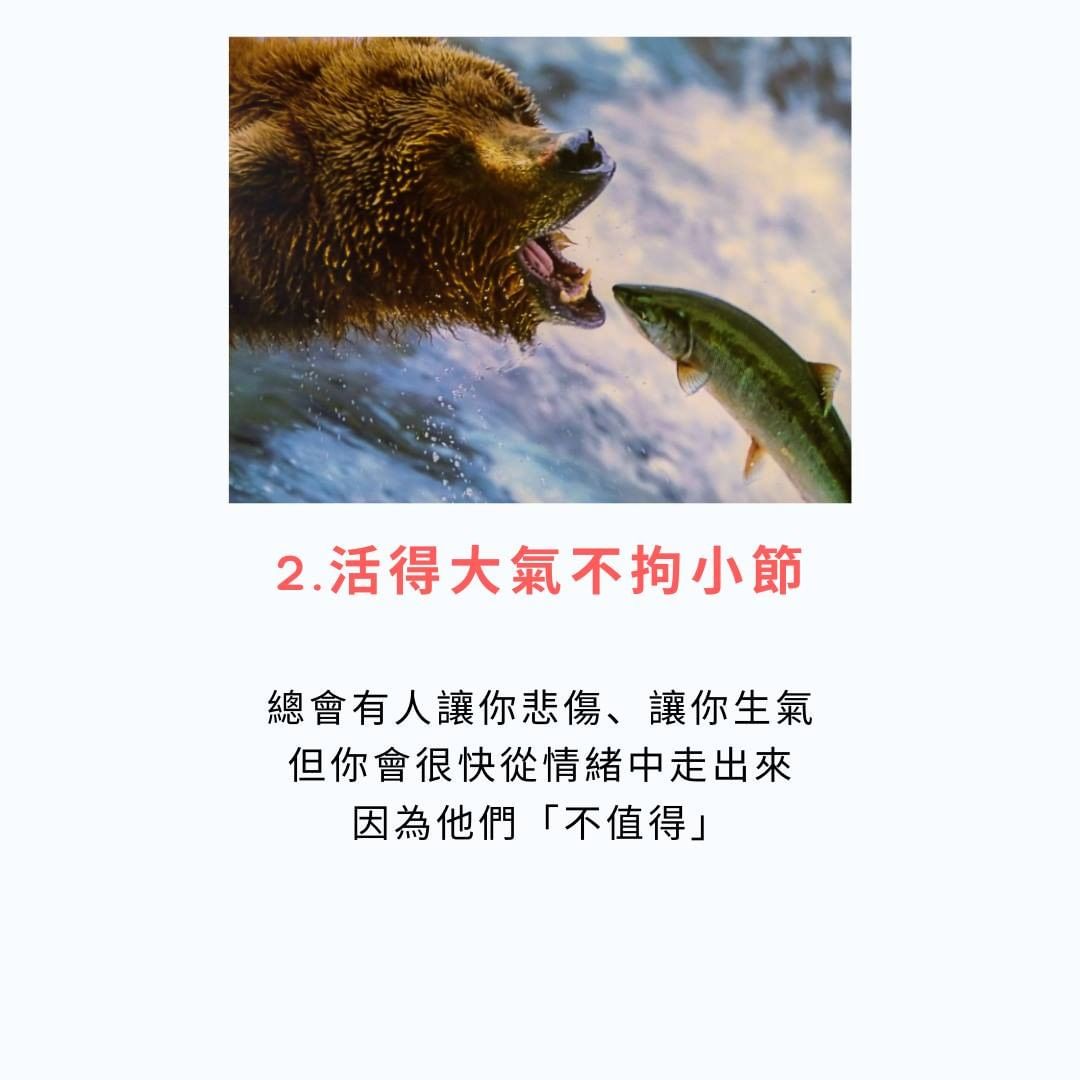 2.活得大氣不拘小節
總會有人讓你悲傷、讓你生氣
但你會很快從情緒中走出來
因為他們「不值得」